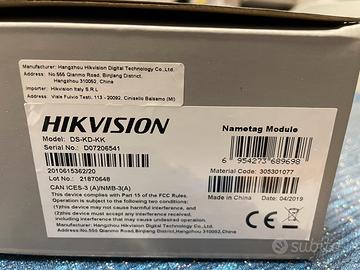 Manufacturer:
Hangzhou Hikvision Digital Technology Co.,Ltd.
Address: No.555 Qianmo Road, Binjiang District,
Hangzhou 310052, China
Importer: Hikvision Italy S.R.L
Address: Viale Fulvio Testi, 113 - 20092, Cinisello Balsamo (MI)
HIKVISION
Nametag Module
Model: DS-KD-KK
Serial No.: D07206541
2010615362/20
Lot No.: 21870648
6 954273 689698
Material Code: 305301077
Made in China
Date: 04/2019
CAN ICES-3 (A)/NMB-3(A)
This device complies with Part 15 of the FCC Rules.
Operation is subject to the following two conditions:
(1)this device may not cause harmful interference, and
(2)this device must accept any interference received,
including interference that may cause undesired operation.
Manufacturer:
Hangzhou Hikvision Digital Technology Co.,Ltd.
Address:
No.555 Qianmo Road, Binjiang District, Hangzhou 310052, China
subito